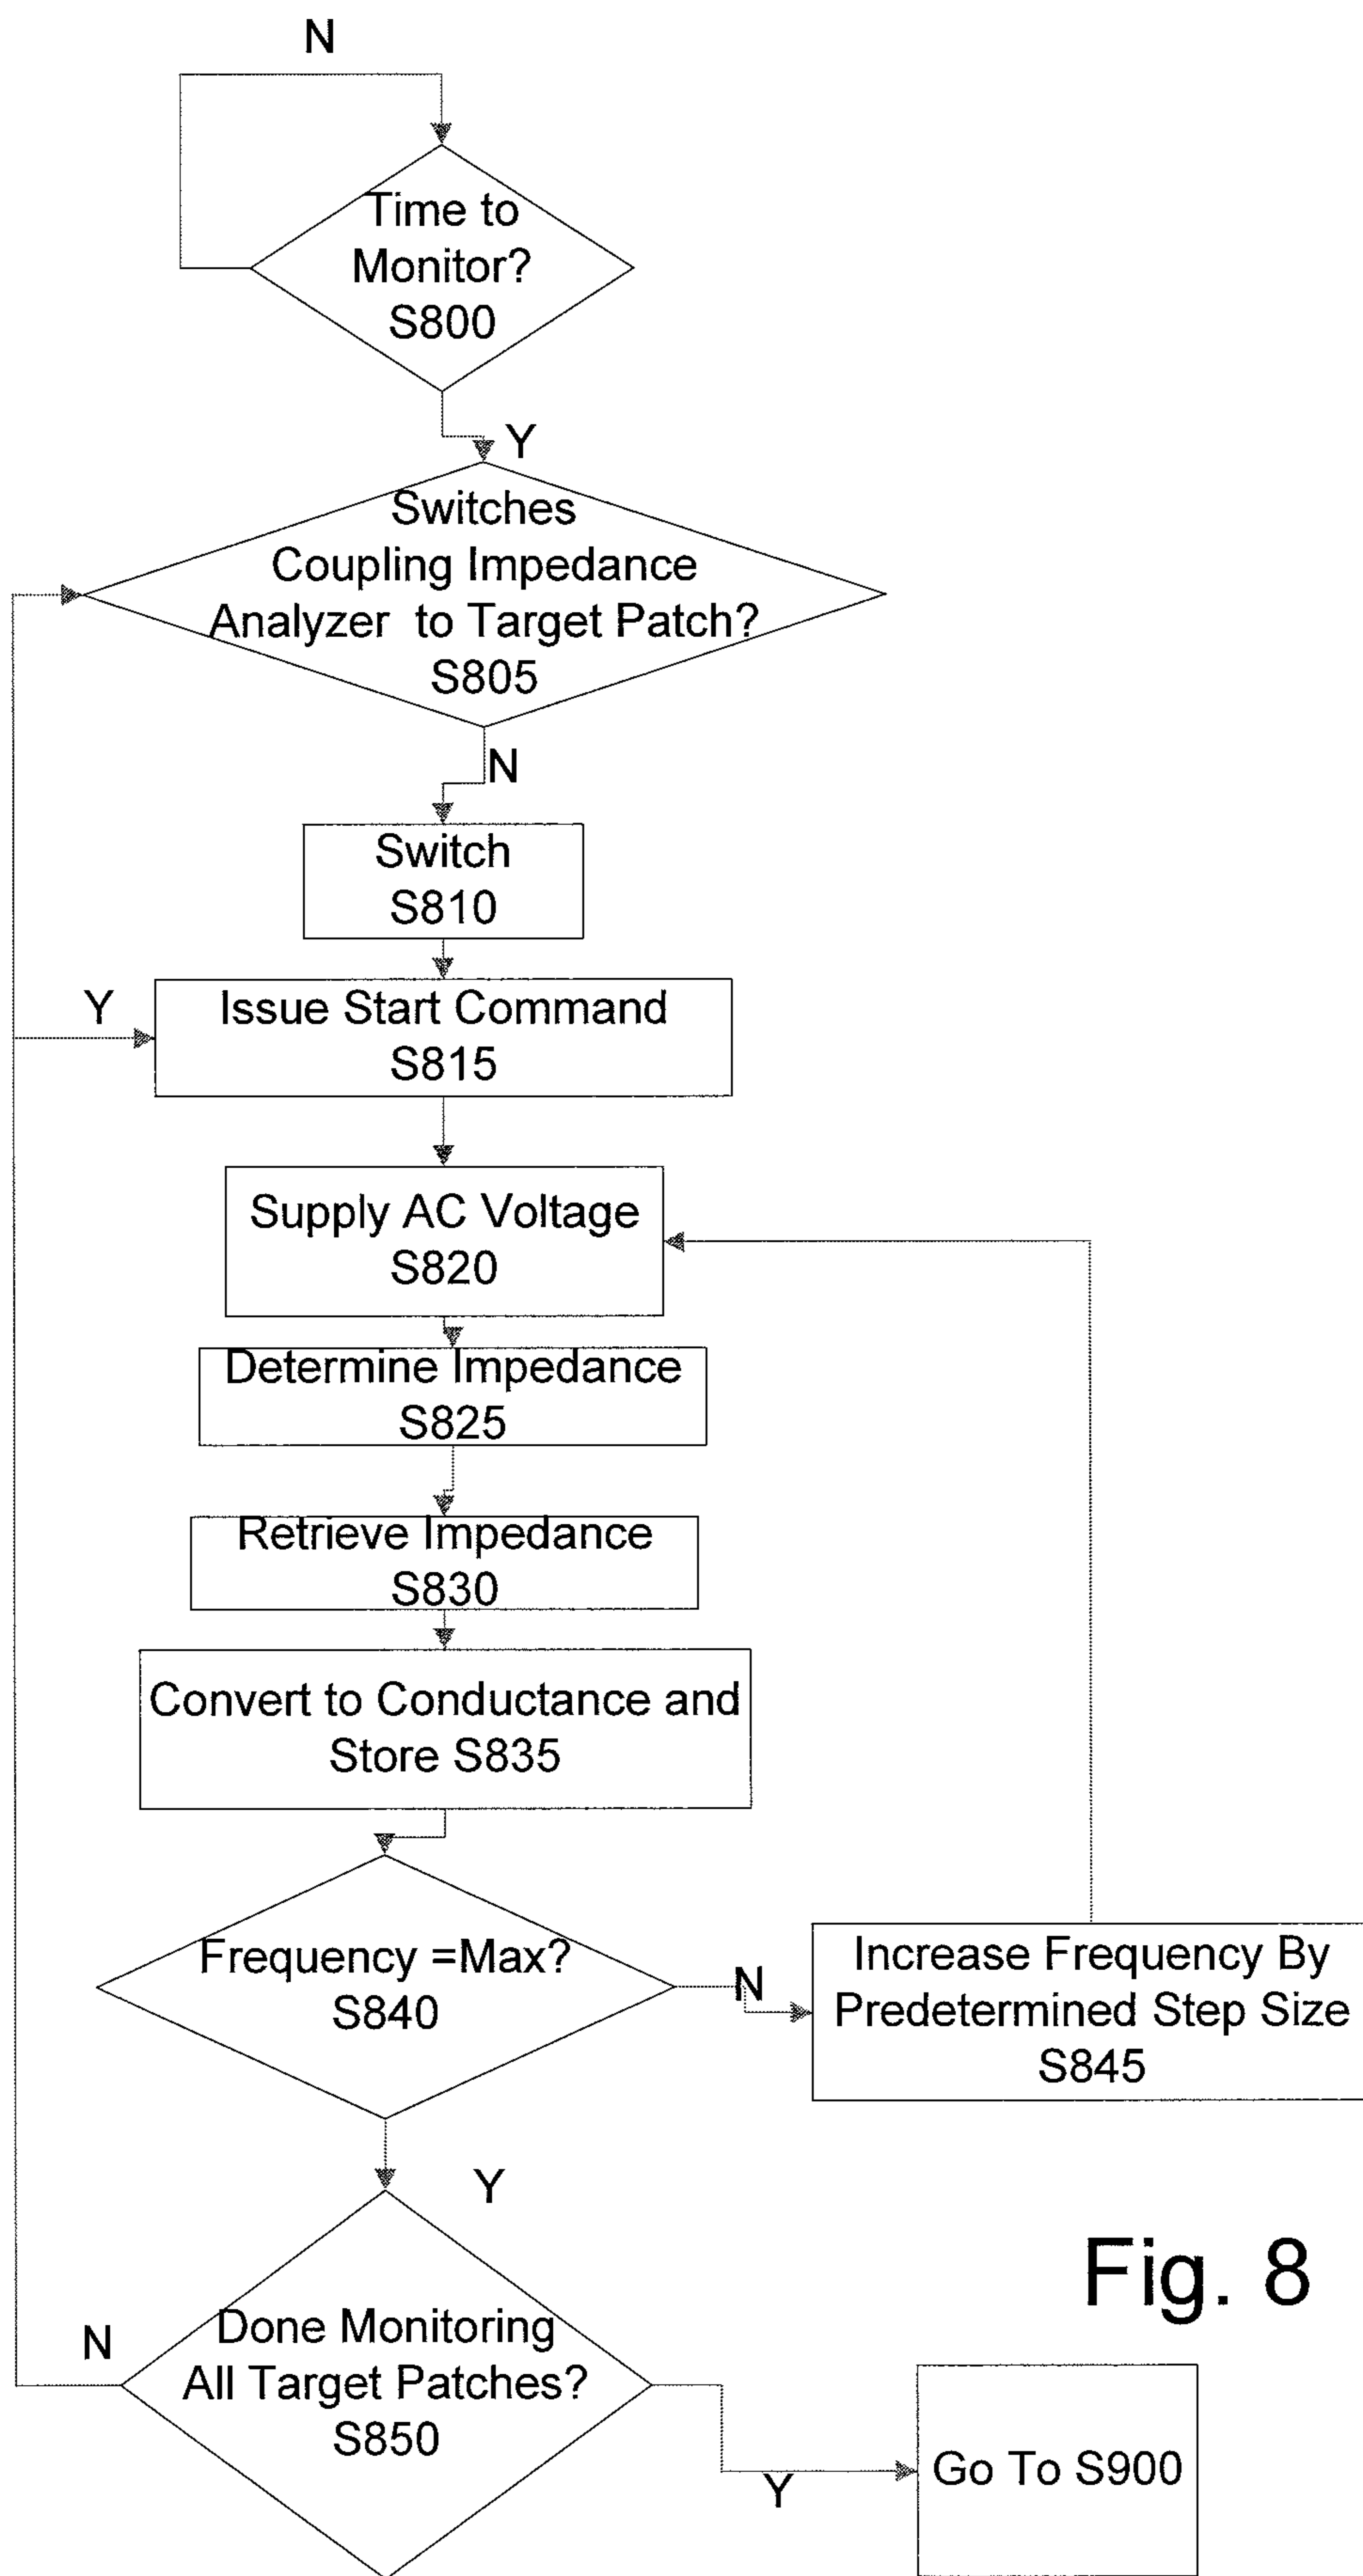 N
Time to
Monitor?
S800
Y
Switches
Coupling Impedance
Analyzer to Target Patch?
S805
N
Switch
S810
Y
Issue Start Command
S815
Supply AC Voltage
S820
Determine Impedance
S825
Retrieve Impedance
S830
Convert to Conductance and
Store S835
Frequency =Max?
S840
N
Increase Frequency By
Predetermined Step Size
S845
Y
Fig. 8
N
Done Monitoring
All Target Patches?
S850
Y
Go To S900